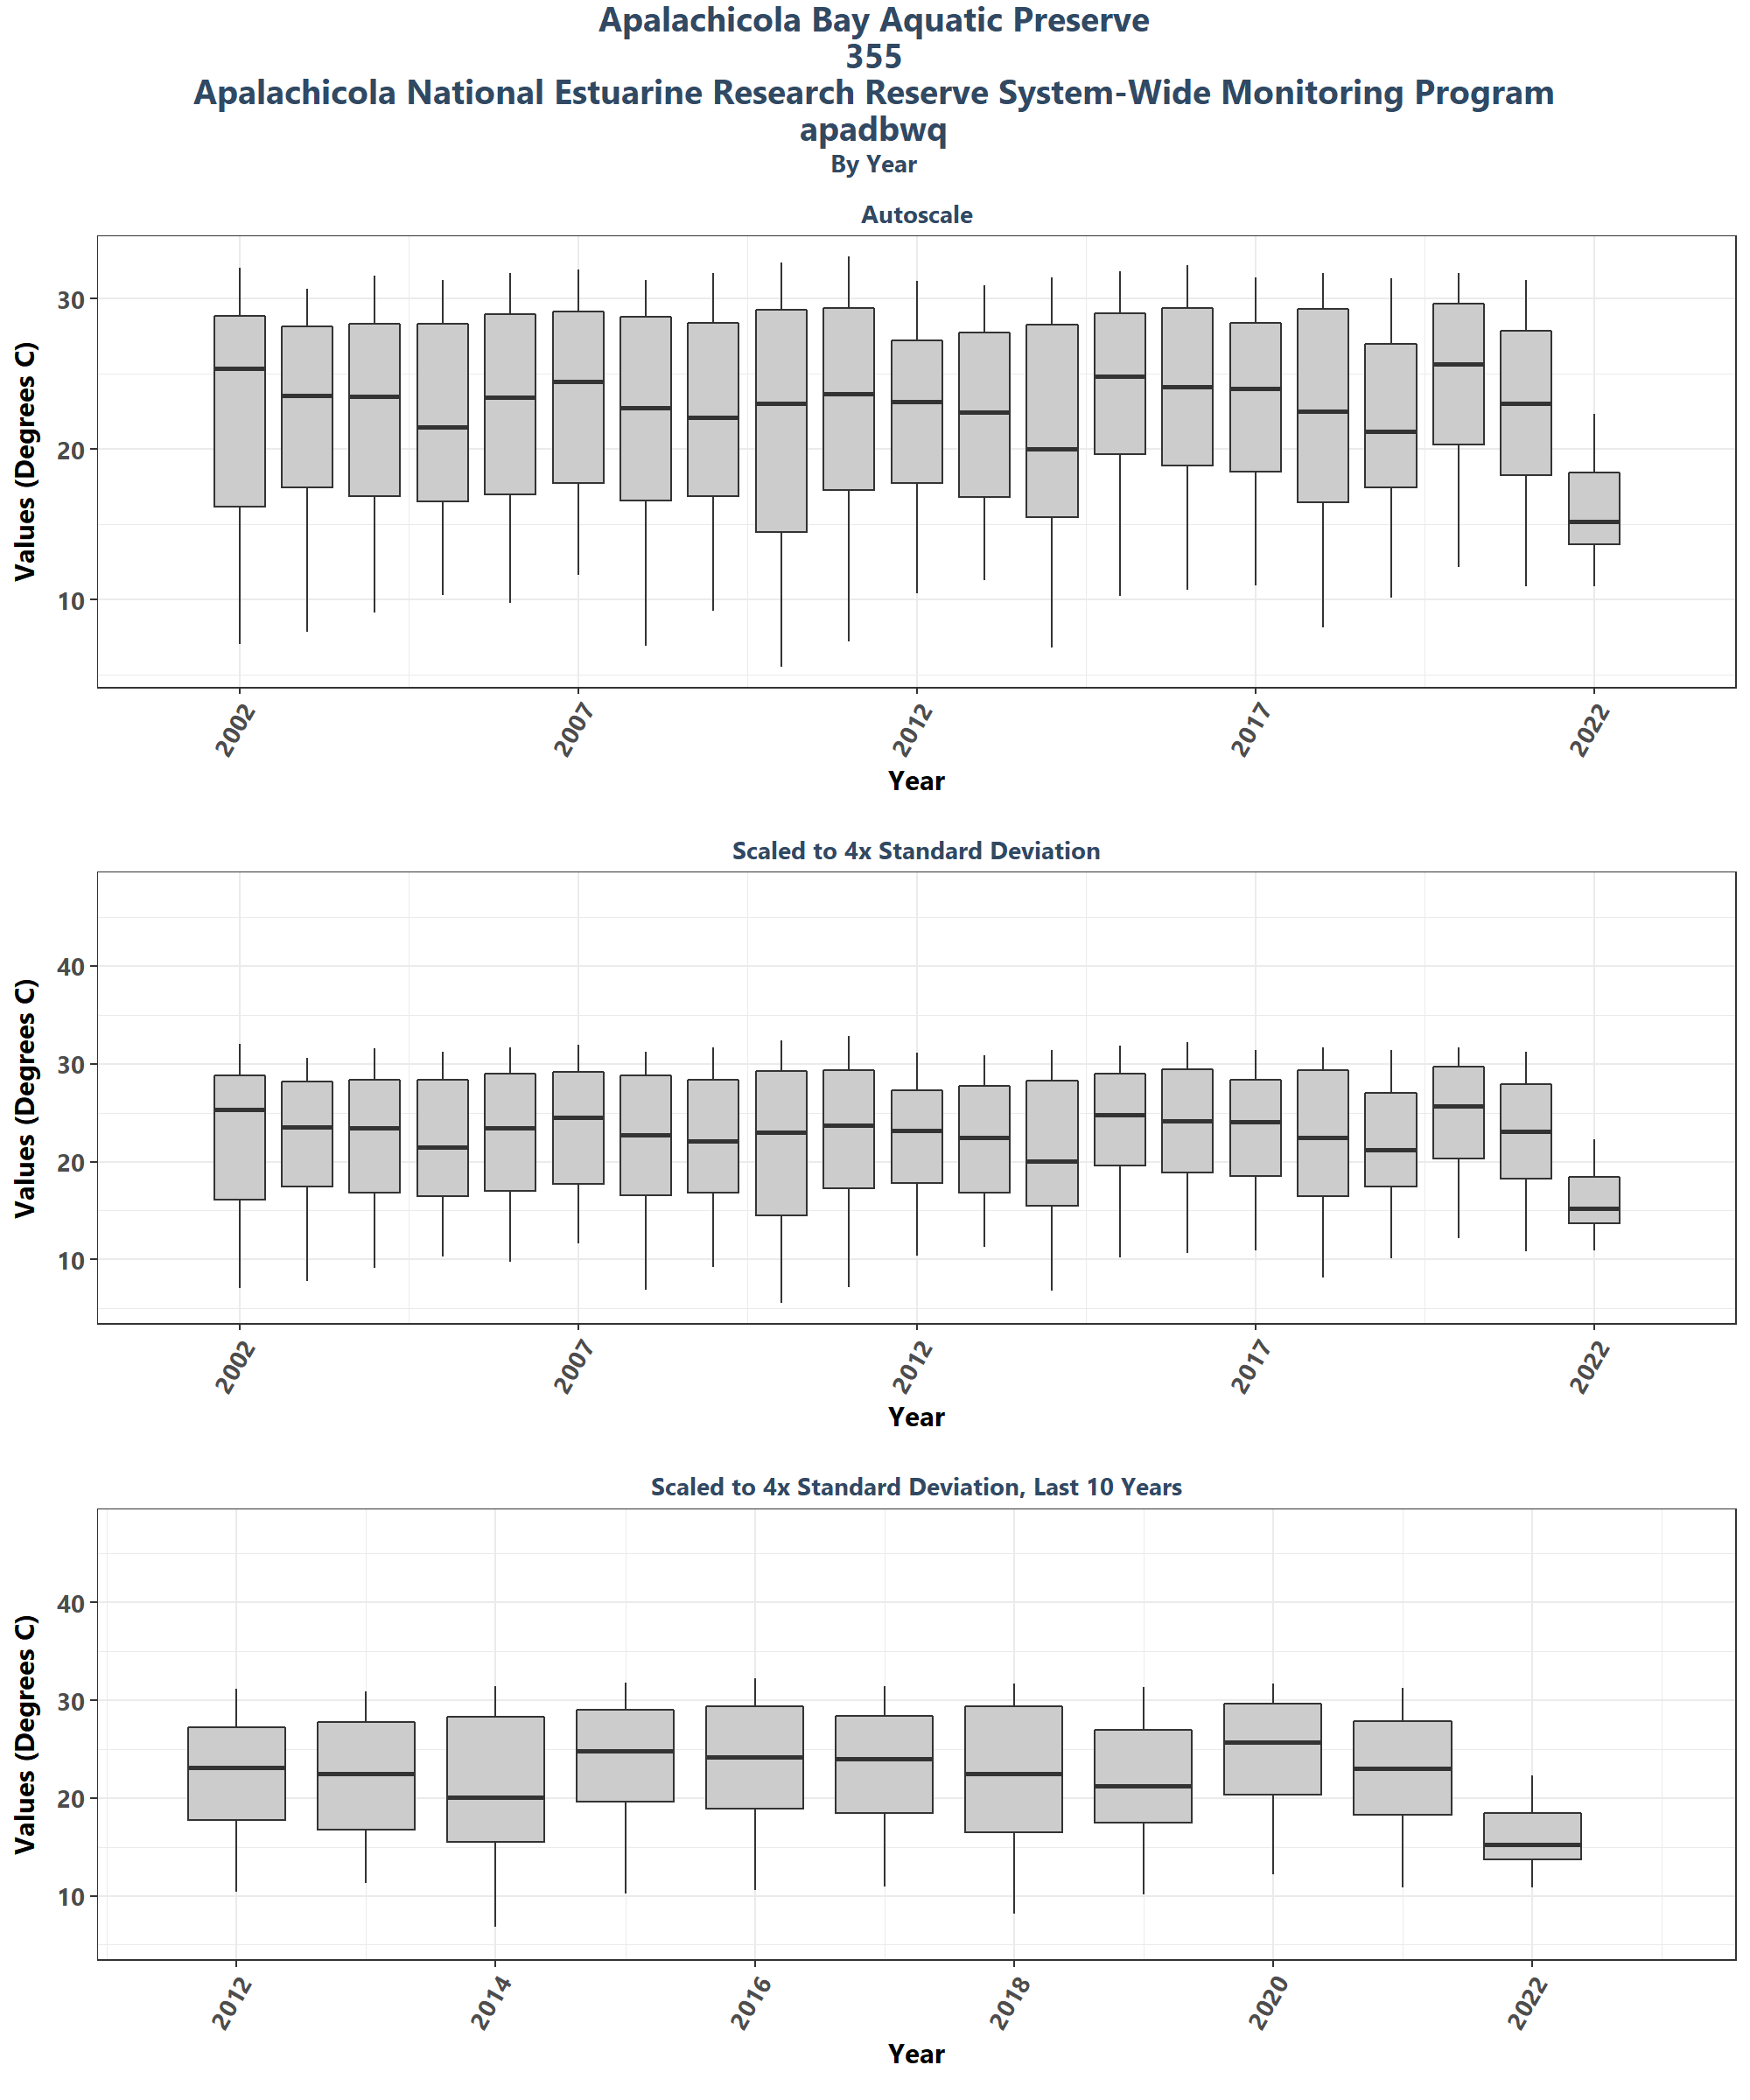 Apalachicola Bay Aquatic Preserve
355
Apalachicola National Estuarine Research Reserve System-Wide Monitoring Program
apadbwq
By Year
Autoscale
Values (Degrees C)
30
20
10
2002 2007 2012 2017 2022
Year
Scaled to 4x Standard Deviation
Values (Degrees C)
40
30
20
10
2002 2007 2012 2017 2022
Year
Scaled to 4x Standard Deviation, Last 10 Years
Values (Degrees C)
40
30
20
10
2012 2014 2016 2018 2020 2022
Year